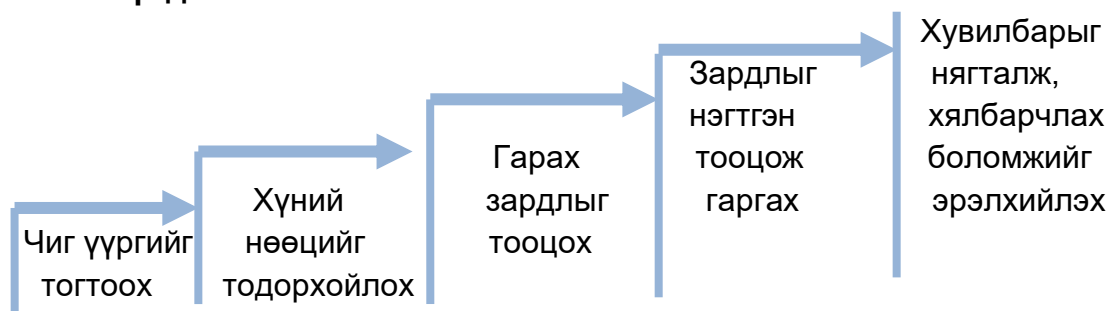 Чиг үүргийг
тогтоох
Хүний
нөөцийг
тодорхойлох
Гарах
зардлыг
тооцох
Зардлыг
нэгтгэн
тооцож
гаргах
Хувилбарыг
нягталж,
хялбарчлах
боломжийг
эрэлхийлэх